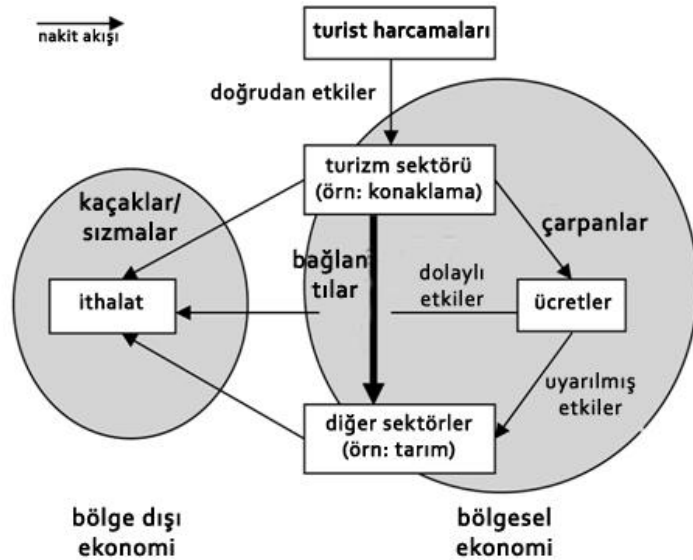 nakit akışı
turist harcamaları
doğrudan etkiler
turizm sektörü
(örn: konaklama)
kaçaklar/
sızmalar
çarpanlar
bağlan
tılar
dolaylı
etkiler
ithalat
ücretler
uyarılmış
etkiler
diğer sektörler
(örn: tarım)
bölge dışı
ekonomi
bölgesel
ekonomi